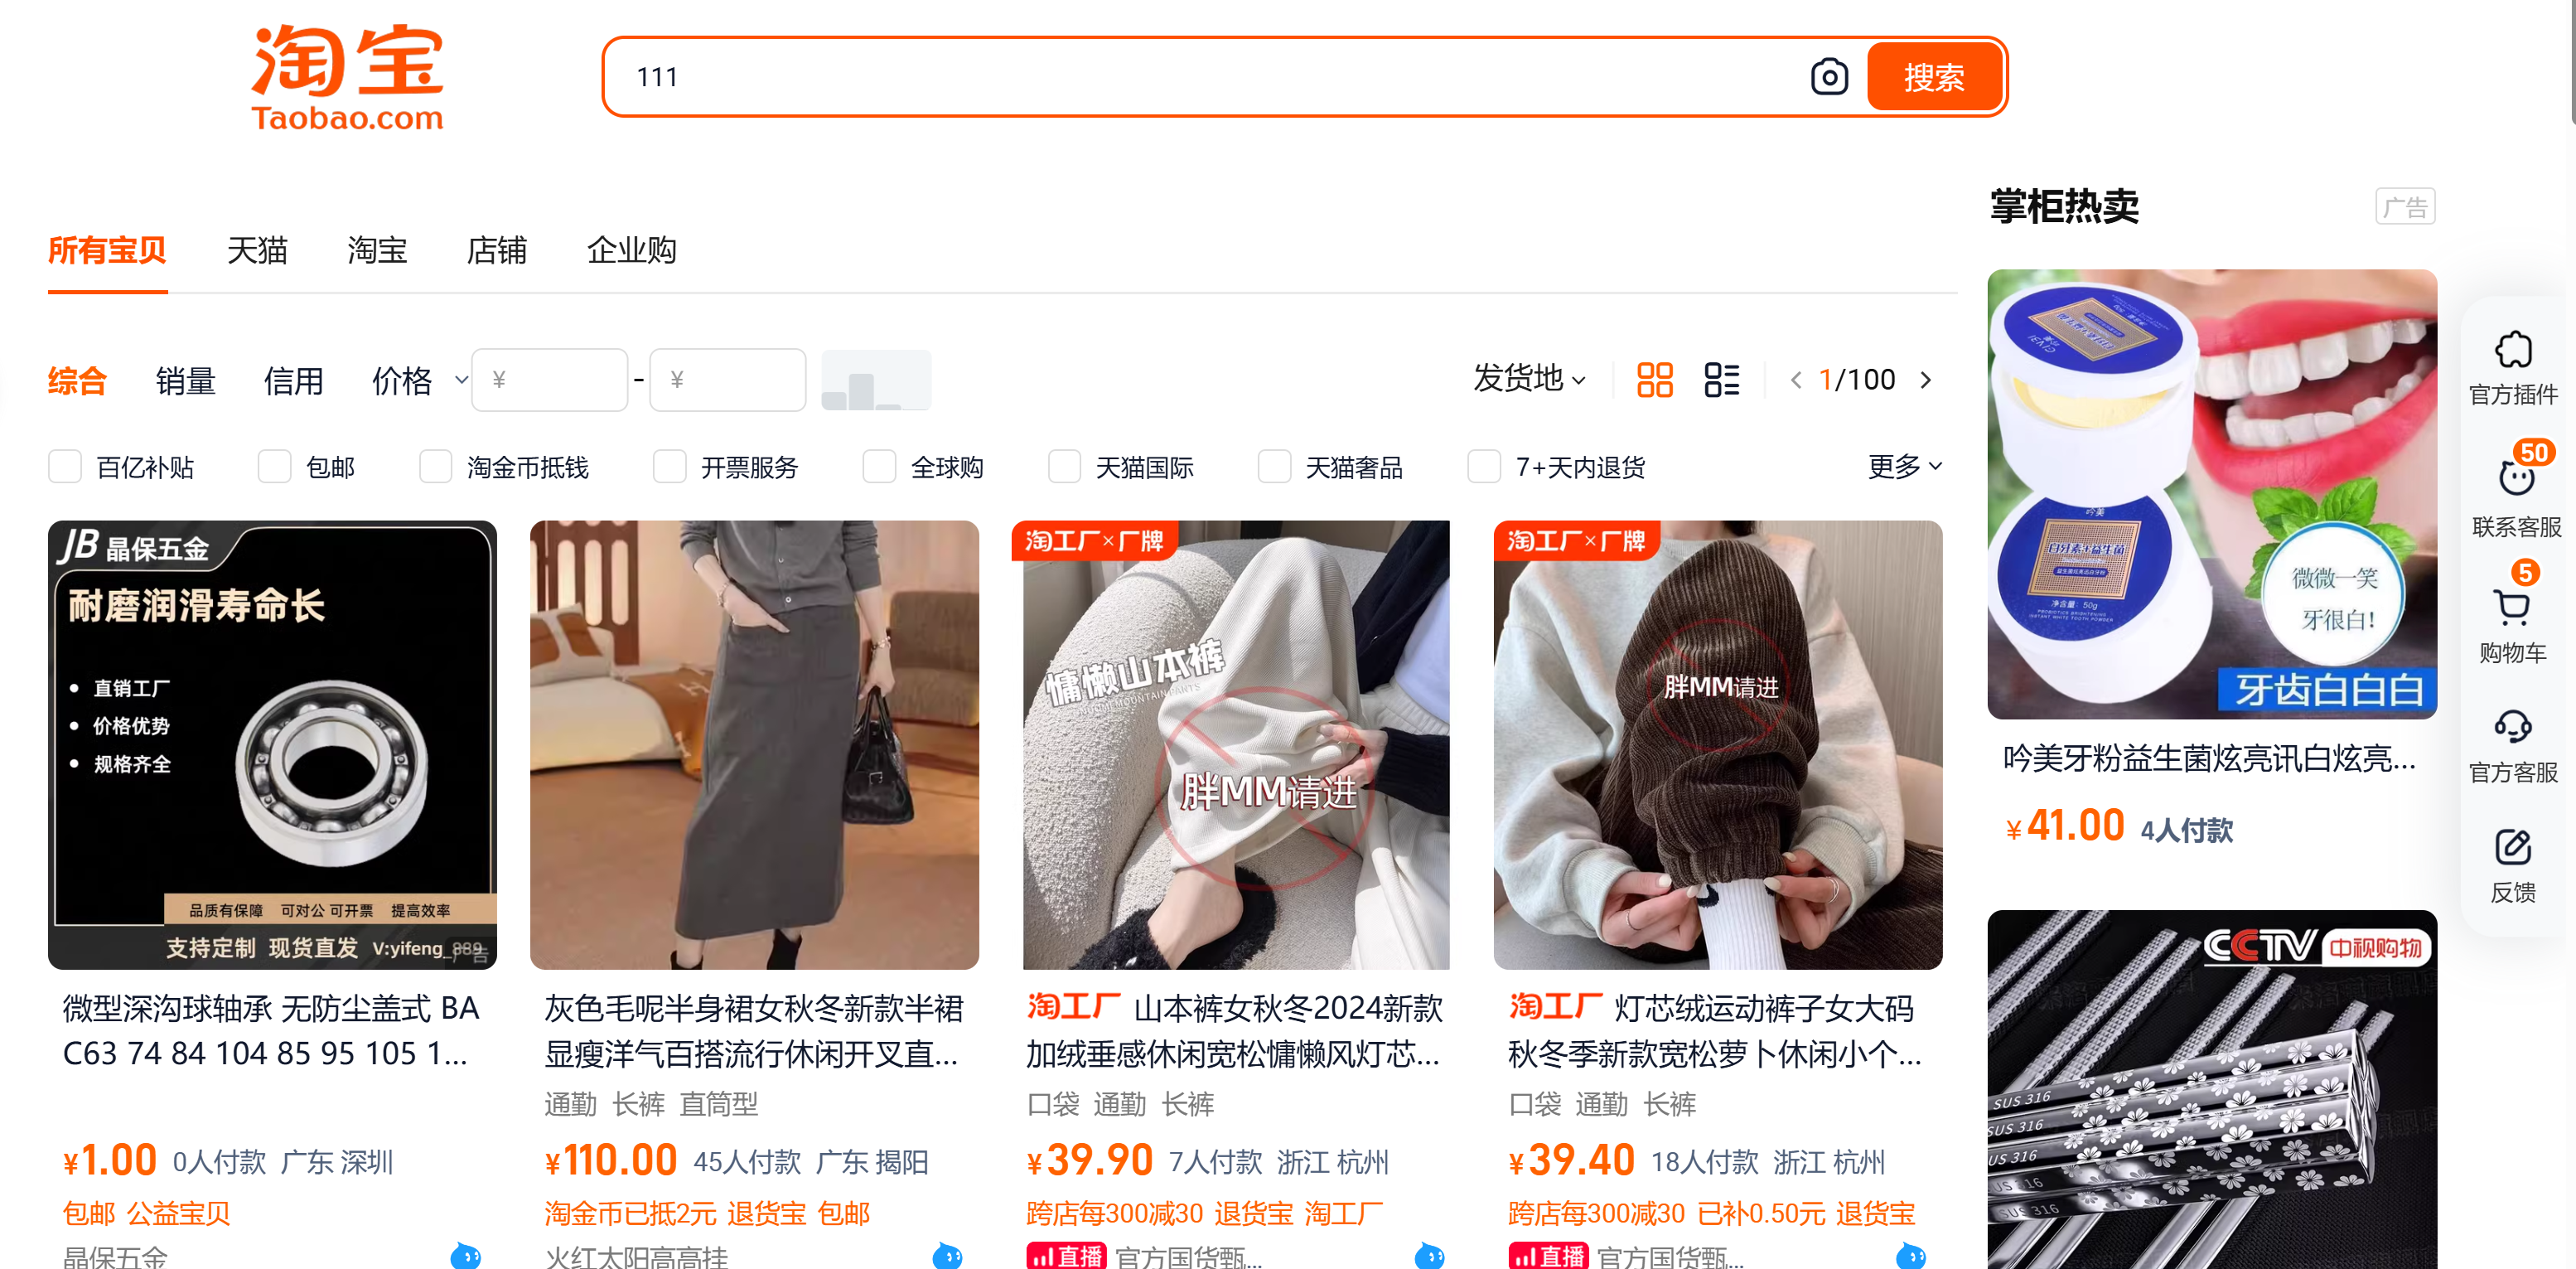 淘宝
Taobao.com
111
搜索
所有宝贝 天猫 淘宝 店铺 企业购
掌柜热卖 广告
综合 销量 信用 价格 ¥ - ¥
发货地 1/100
百亿补贴 包邮 淘金币抵钱 开票服务 全球购 天猫国际 天猫奢品 7+天内退货 更多
JB 晶保五金
耐磨润滑寿命长
直销工厂
价格优势
规格齐全
品质有保障 可对公 可开票 提高效率
支持定制 现货直发 V:yifeng_889
广告
微型深沟球轴承 无防尘盖式 BA
C63 74 84 104 85 95 105 1...
¥1.00 0人付款 广东 深圳
包邮 公益宝贝
晶保五金
灰色毛呢半身裙女秋冬新款半裙
显瘦洋气百搭流行休闲开叉直...
通勤 长裤 直筒型
¥110.00 45人付款 广东 揭阳
淘金币已抵2元 退货宝 包邮
火红太阳高高挂
淘工厂×厂牌
慵懒山本裤
胖MM请进
淘工厂 山本裤女秋冬2024新款
加绒垂感休闲宽松慵懒风灯芯...
口袋 通勤 长裤
¥39.90 7人付款 浙江 杭州
跨店每300减30 退货宝 淘工厂
直播 官方国货甄...
淘工厂×厂牌
胖MM请进
淘工厂 灯芯绒运动裤子女大码
秋冬季新款宽松萝卜休闲小个...
口袋 通勤 长裤
¥39.40 18人付款 浙江 杭州
跨店每300减30 已补0.50元 退货宝
直播 官方国货甄...
吟美
白牙素+益生菌
净含量: 50g
微微一笑
牙很白!
牙齿白白白
吟美牙粉益生菌炫亮讯白炫亮...
¥41.00 4人付款
CCTV 中视购物
SUS 316
SUS 316
US 316
SUS 316
官方插件
50
联系客服
5
购物车
官方客服
反馈